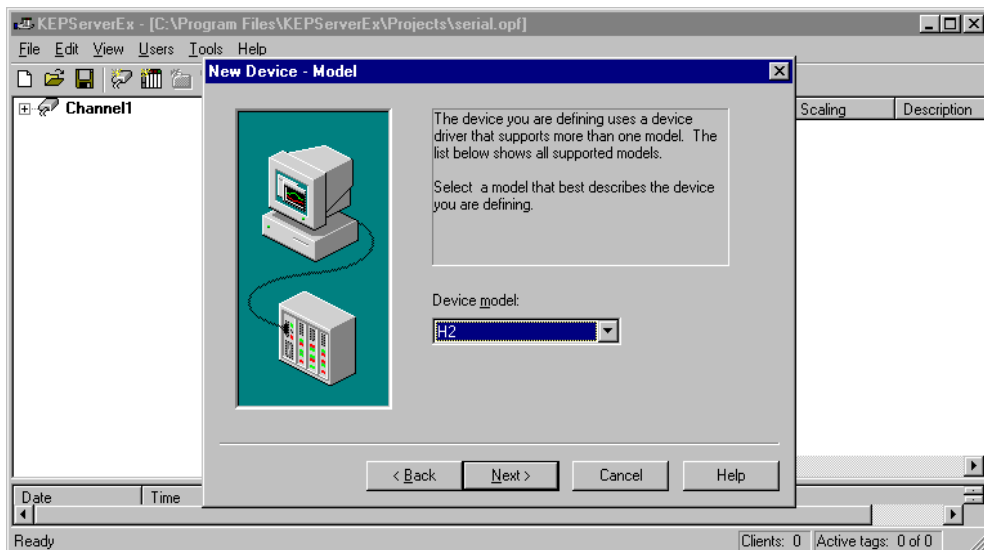 KEPServerEx - [C:\Program Files\KEPServerEx\Projects\serial.opf]
File Edit View Users Tools Help
New Device - Model
Channel1
Scaling Description
The device you are defining uses a device
driver that supports more than one model. The
list below shows all supported models.
Select a model that best describes the device
you are defining.
Device model:
H2
< Back Next > Cancel Help
Date Time
Ready Clients: 0 Active tags: 0 of 0